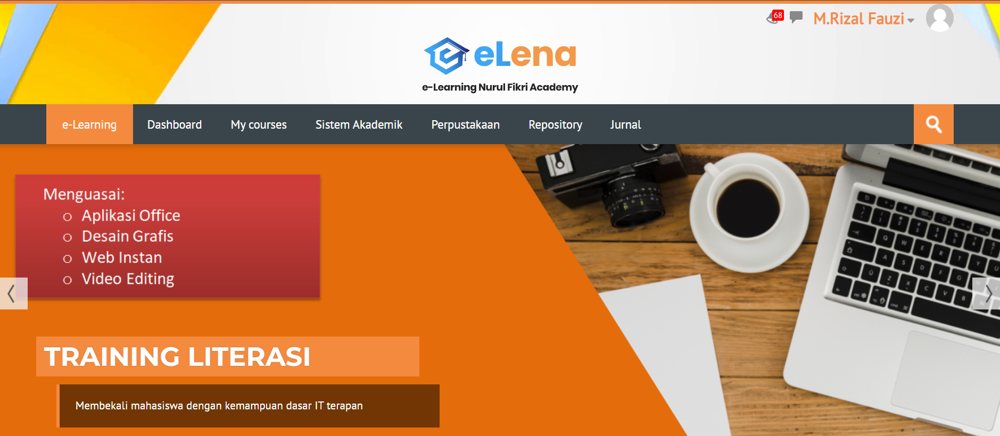 68
M.Rizal Fauzi
eLena
e-Learning Nurul Fikri Academy
e-Learning
Dashboard
My courses
Sistem Akademik
Perpustakaan
Repository
Jurnal
Menguasai:
Aplikasi Office
Desain Grafis
Web Instan
Video Editing
TRAINING LITERASI
Membekali mahasiswa dengan kemampuan dasar IT terapan